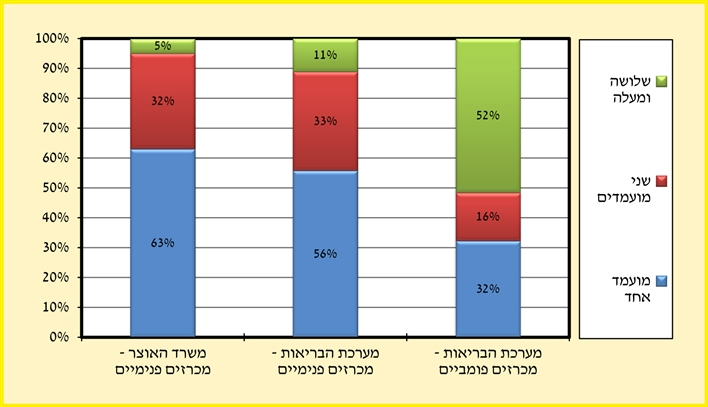 100%
90%
80%
70%
60%
50%
40%
30%
20%
10%
0%
5%
32%
63%
11%
33%
56%
52%
16%
32%
משרד האוצר -
מכרזים פנימיים
מערכת הבריאות -
מכרזים פנימיים
מערכת הבריאות -
מכרזים פומביים
שלושה
ומעלה
שני
מועמדים
מועמד
אחד